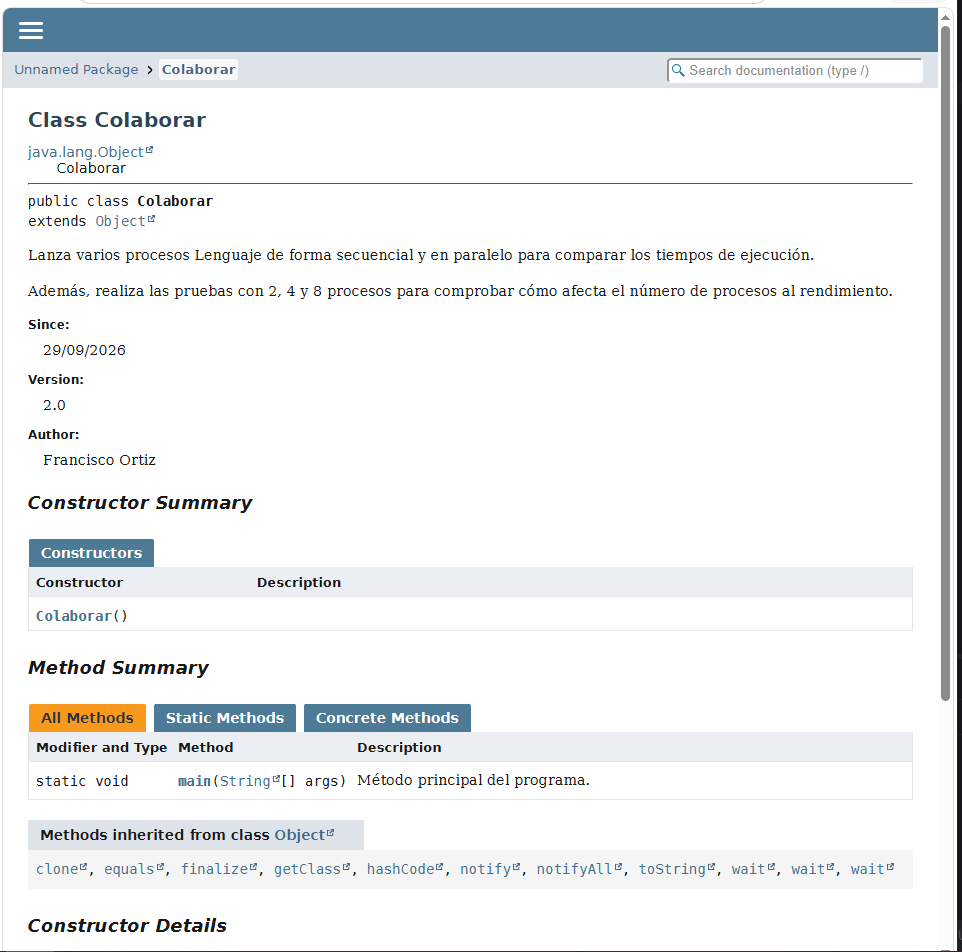 Unnamed Package > Colaborar
Search documentation (type /)
Class Colaborar
java.lang.Object
Colaborar
public class Colaborar
extends Object
Lanza varios procesos Lenguaje de forma secuencial y en paralelo para comparar los tiempos de ejecución.
Además, realiza las pruebas con 2, 4 y 8 procesos para comprobar cómo afecta el número de procesos al rendimiento.
Since:
29/09/2026
Version:
2.0
Author:
Francisco Ortiz
Constructor Summary
Constructors
Constructor Description
Colaborar()
Method Summary
All Methods Static Methods Concrete Methods
Modifier and Type Method Description
static void main(String[] args) Método principal del programa.
Methods inherited from class Object
clone, equals, finalize, getClass, hashCode, notify, notifyAll, toString, wait, wait, wait
Constructor Details